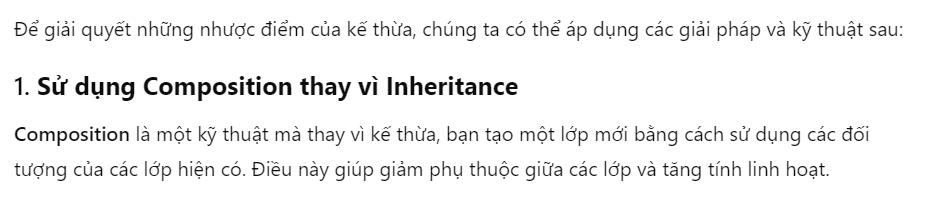 Để giải quyết những nhược điểm của kế thừa, chúng ta có thể áp dụng các giải pháp và kỹ thuật sau:
1. Sử dụng Composition thay vì Inheritance
Composition là một kỹ thuật mà thay vì kế thừa, bạn tạo một lớp mới bằng cách sử dụng các đối
tượng của các lớp hiện có. Điều này giúp giảm phụ thuộc giữa các lớp và tăng tính linh hoạt.